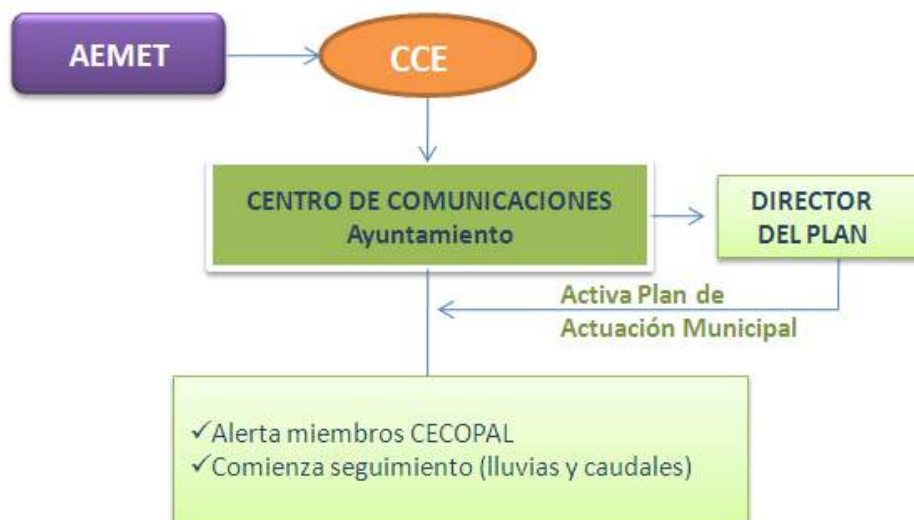 AEMET
CCE
CENTRO DE COMUNICACIONES
Ayuntamiento
DIRECTOR
DEL PLAN
Activa Plan de
Actuación Municipal
✓Alerta miembros CECOPAL
✓Comienza seguimiento (lluvias y caudales)